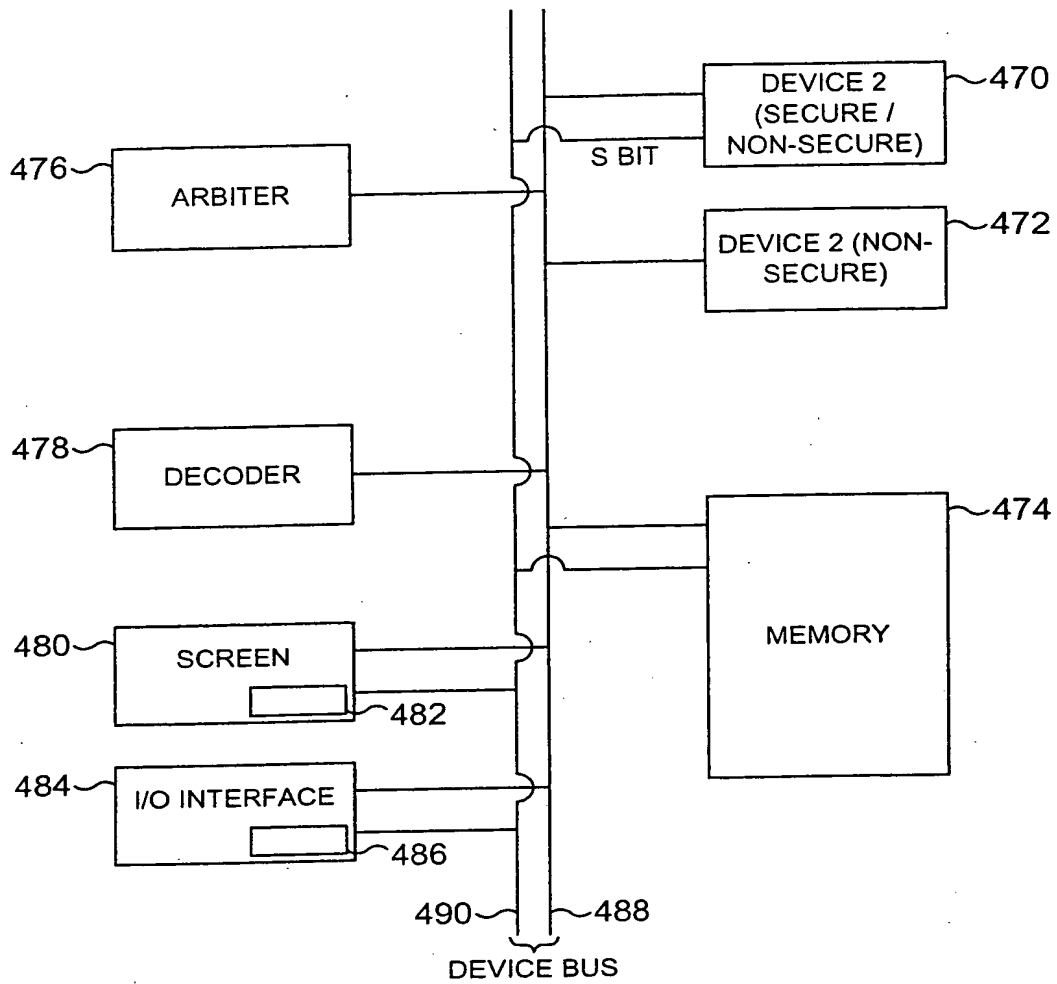 DEVICE 2
(SECURE /
NON-SECURE)
470
S BIT
476
ARBITER
DEVICE 2 (NON-
SECURE)
472
478
DECODER
474
MEMORY
480
SCREEN
482
484
I/O INTERFACE
486
490
488
DEVICE BUS